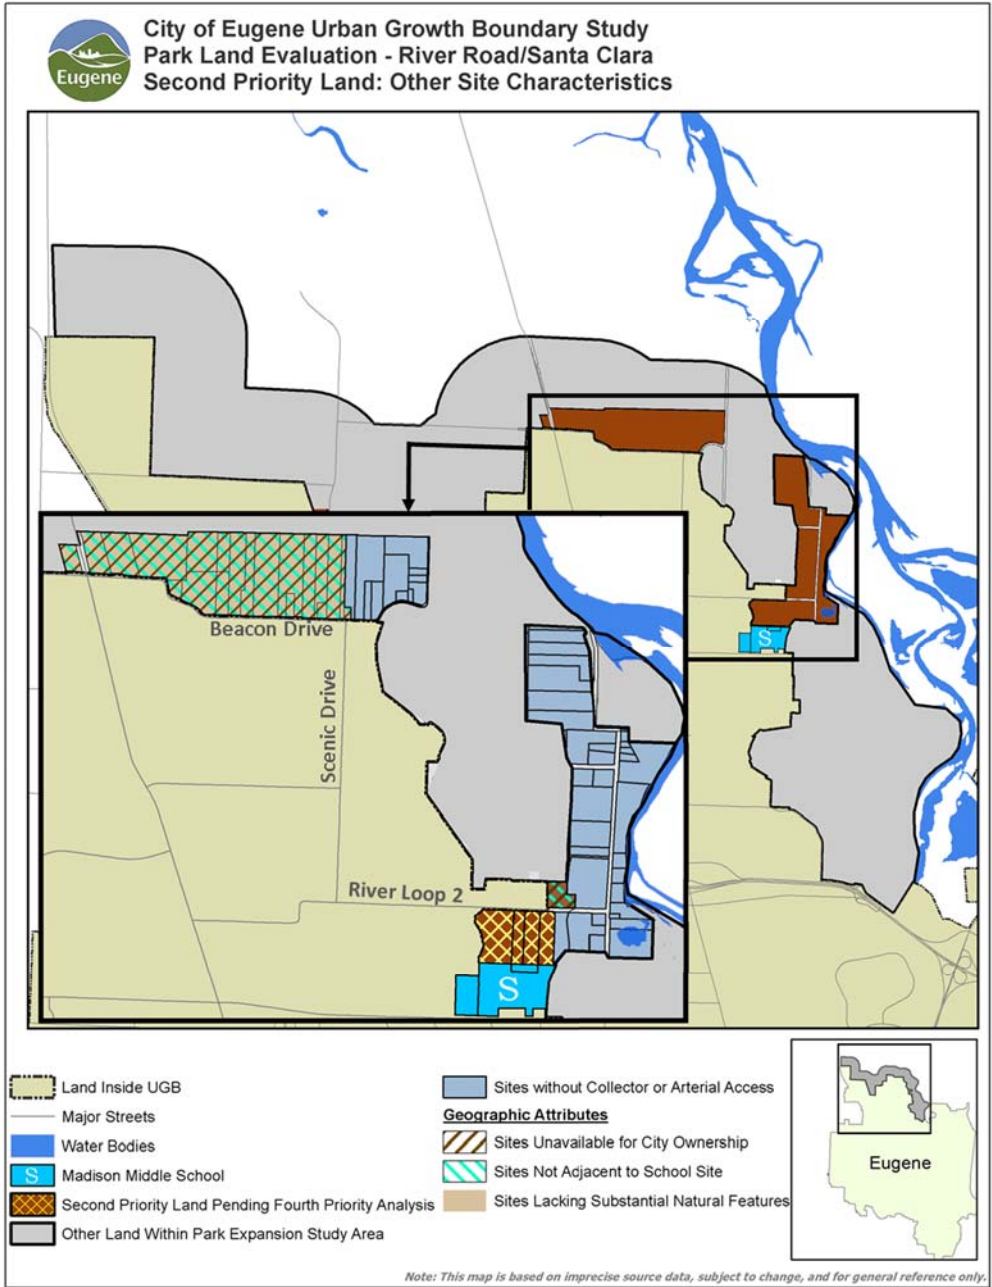 City of Eugene Urban Growth Boundary Study
Park Land Evaluation - River Road/Santa Clara
Second Priority Land: Other Site Characteristics
Eugene
S
Beacon Drive
Scenic Drive
River Loop 2
S
Land Inside UGB
Major Streets
Water Bodies
S
Madison Middle School
Second Priority Land Pending Fourth Priority Analysis
Other Land Within Park Expansion Study Area
Sites without Collector or Arterial Access
Geographic Attributes
Sites Unavailable for City Ownership
Sites Not Adjacent to School Site
Sites Lacking Substantial Natural Features
Eugene
Note: This map is based on imprecise source data, subject to change, and for general reference only.